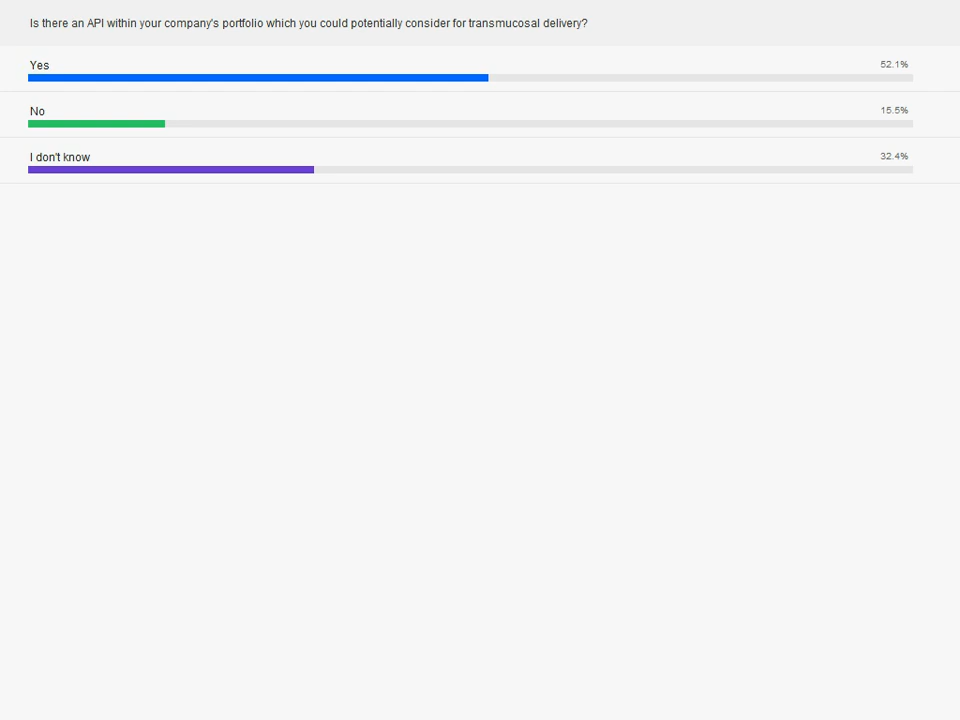 Is there an API within your company's portfolio which you could potentially consider for transmucosal delivery?
Yes 52.1%
No 15.5%
I don't know 32.4%